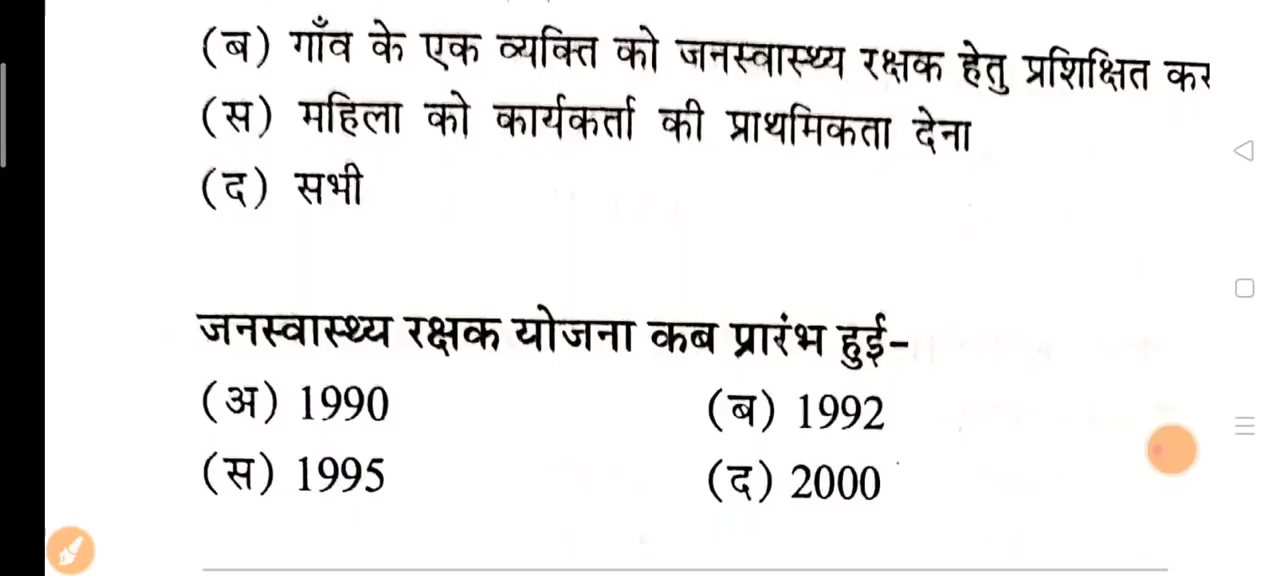 (ब) गाँव के एक व्यक्ति को जनस्वास्थ्य रक्षक हेतु प्रशिक्षित कर
(स) महिला को कार्यकर्ता की प्राथमिकता देना
(द) सभी
जनस्वास्थ्य रक्षक योजना कब प्रारंभ हुई-
(अ) 1990 (ब) 1992
(स) 1995 (द) 2000